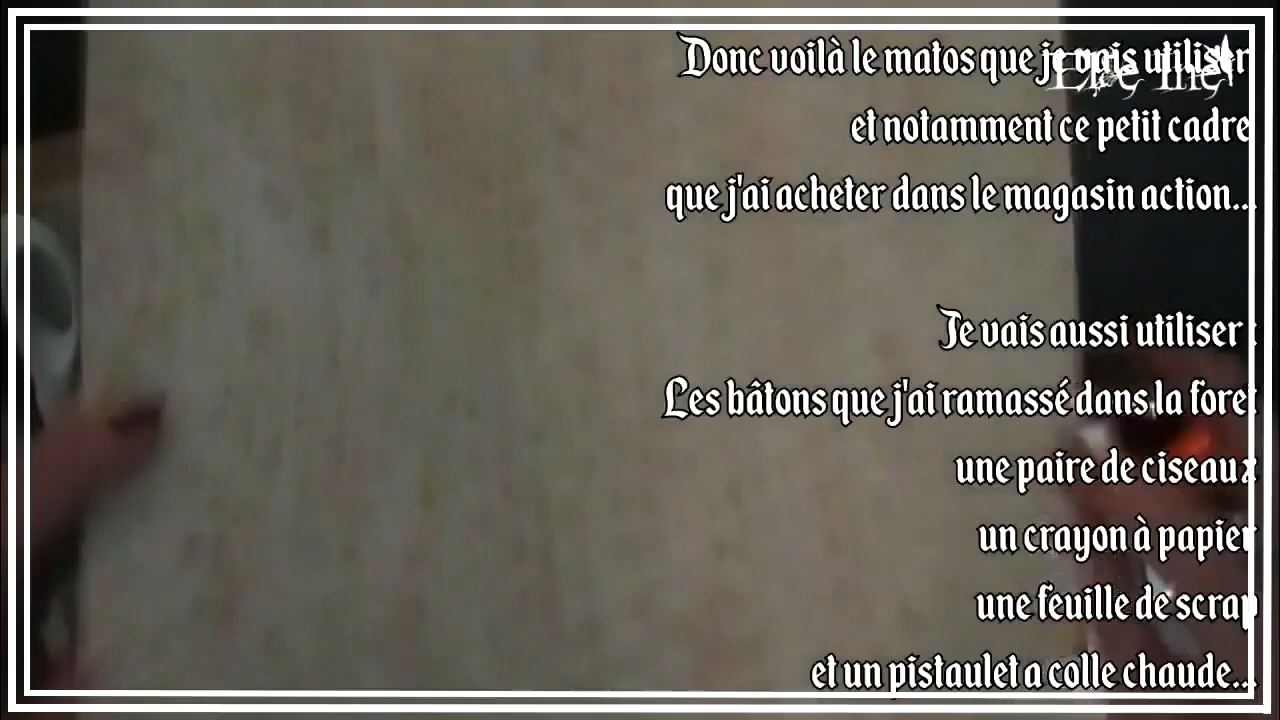 Donc voilà le matos que je vais utiliser
et notamment ce petit cadre
que j'ai acheter dans le magasin action...
Je vais aussi utiliser :
Les bâtons que j'ai ramassé dans la foret
une paire de ciseaux
un crayon à papier
une feuille de scrap
et un pistaulet a colle chaude...